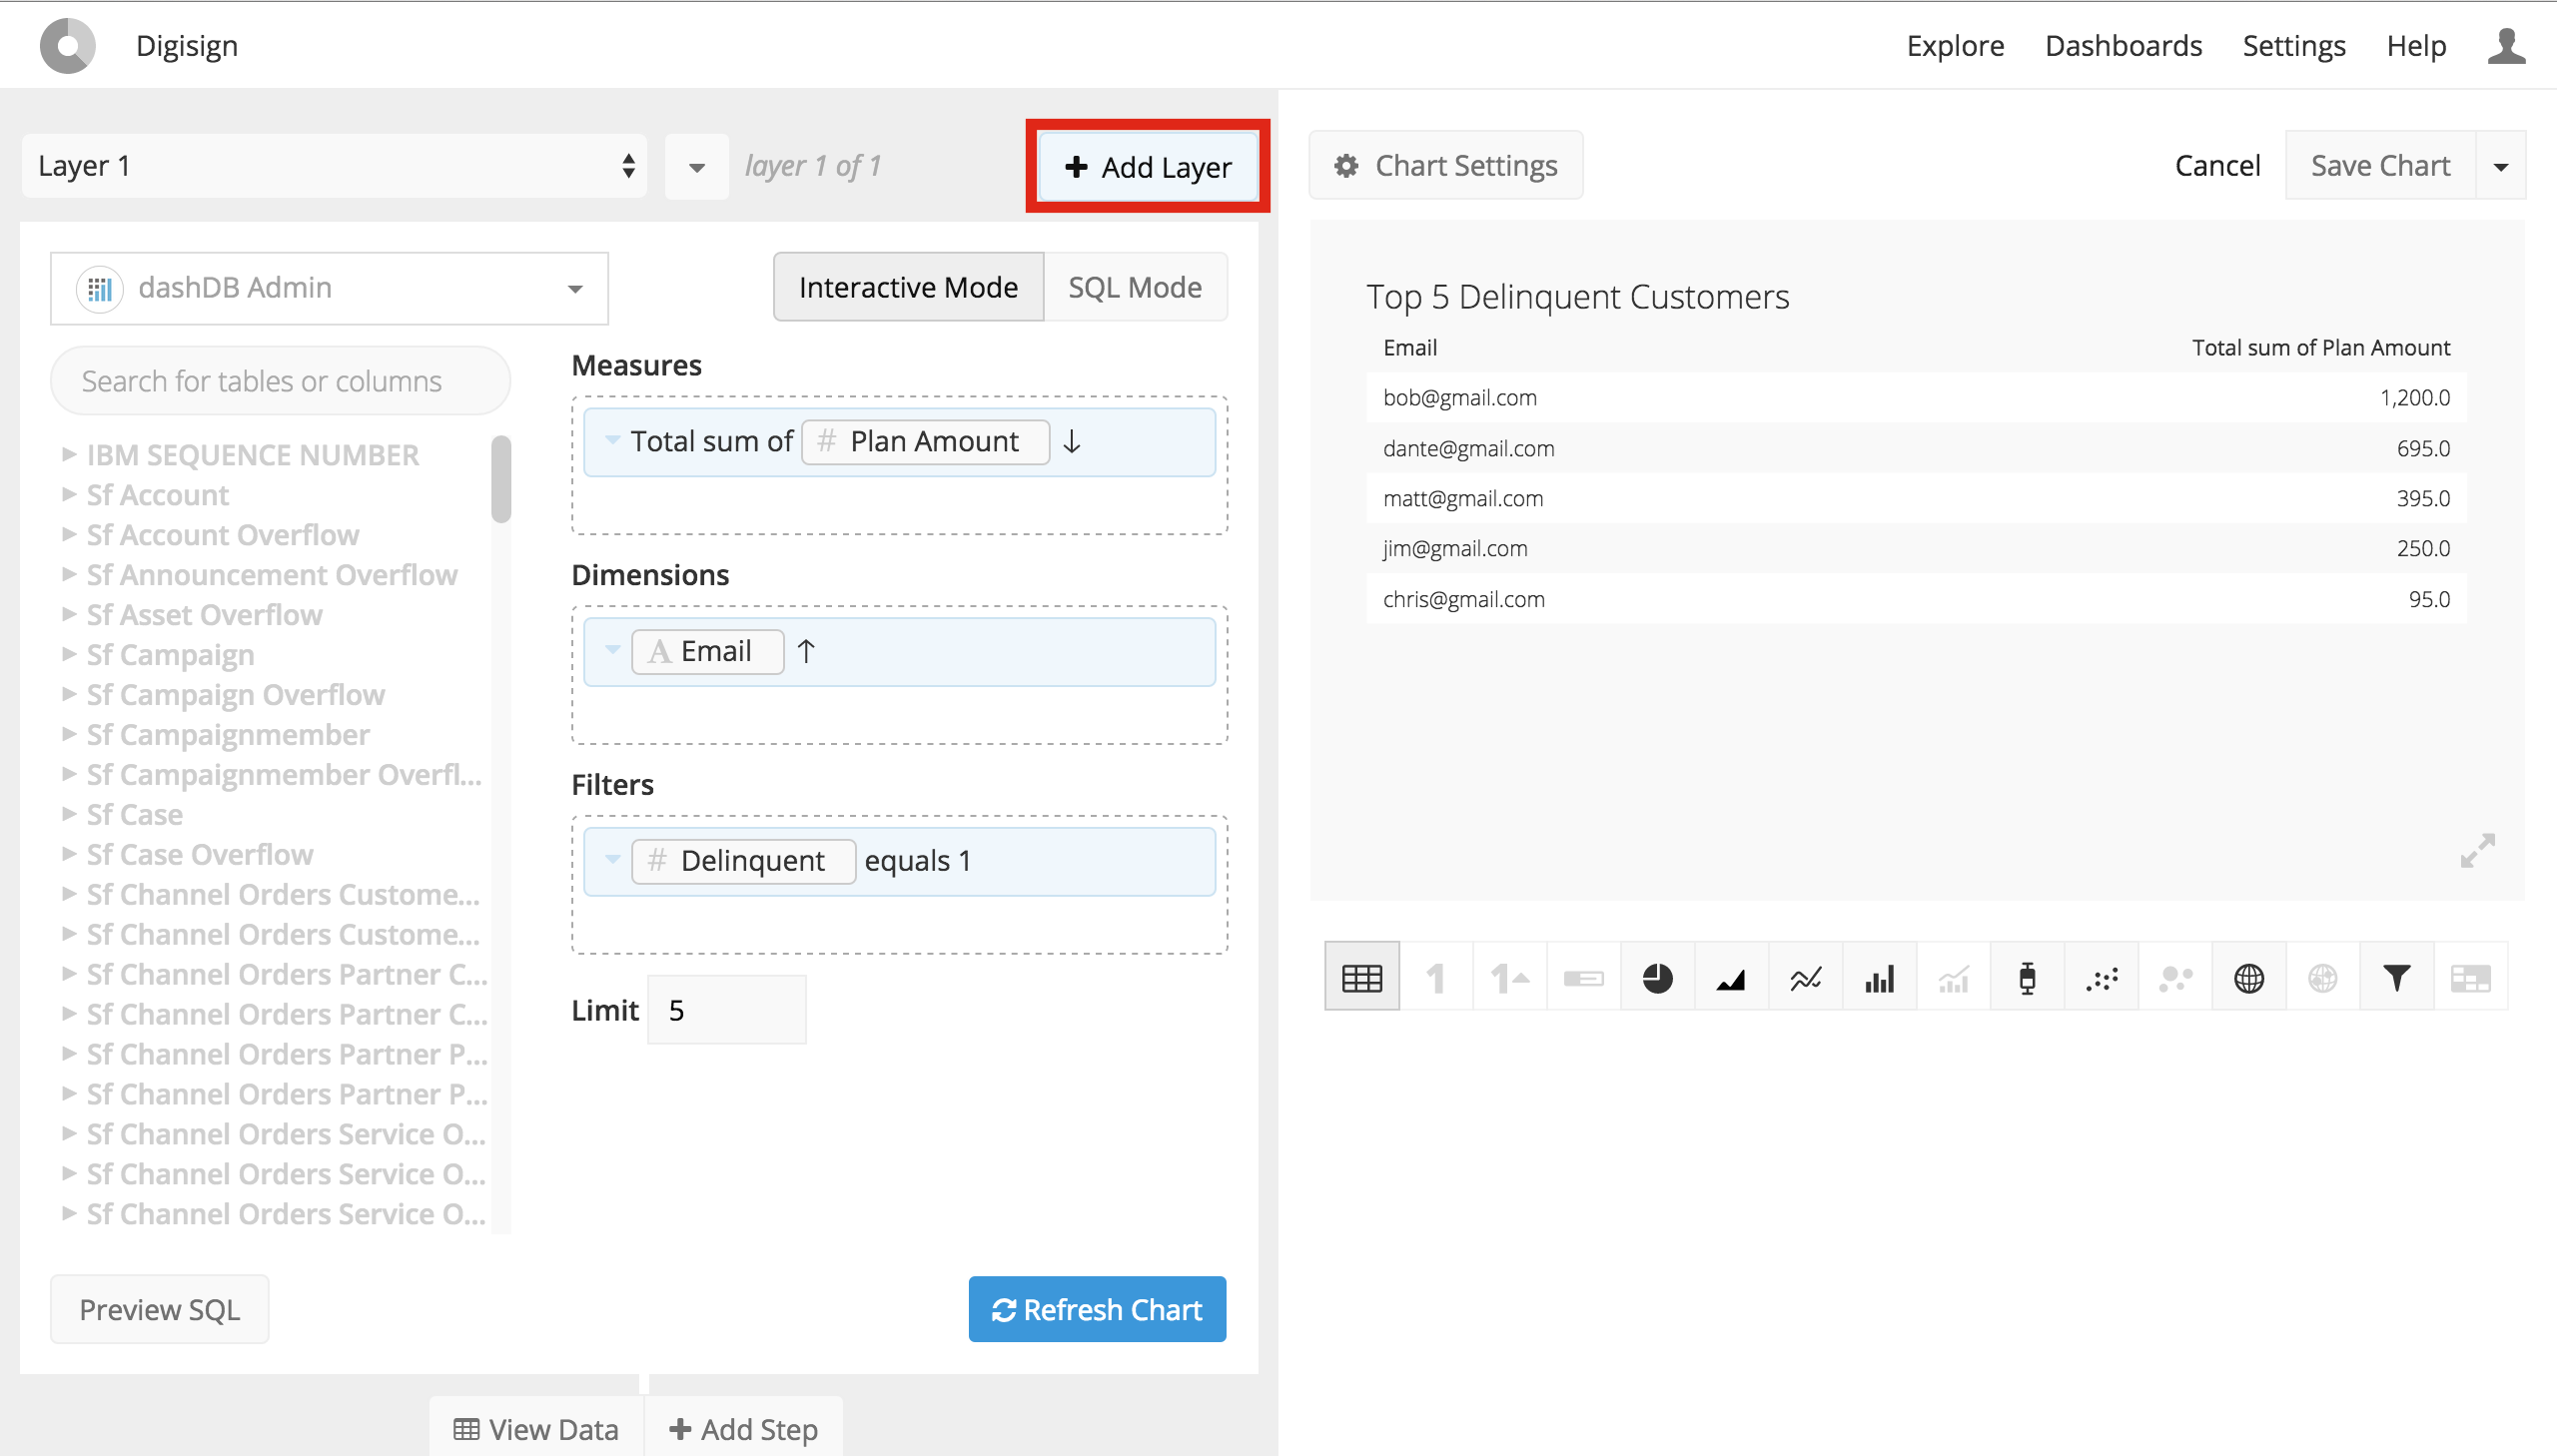 Digisign
Explore Dashboards Settings Help
Layer 1
layer 1 of 1
Add Layer
Chart Settings
Cancel
Save Chart
dashDB Admin
Interactive Mode
SQL Mode
Search for tables or columns
IBM SEQUENCE NUMBER
Sf Account
Sf Account Overflow
Sf Announcement Overflow
Sf Asset Overflow
Sf Campaign
Sf Campaign Overflow
Sf Campaignmember
Sf Campaignmember Overfl...
Sf Case
Sf Case Overflow
Sf Channel Orders Custome...
Sf Channel Orders Custome...
Sf Channel Orders Partner C...
Sf Channel Orders Partner C...
Sf Channel Orders Partner P...
Sf Channel Orders Partner P...
Sf Channel Orders Service O...
Sf Channel Orders Service O...
Sf Channel Orders Service O...
Measures
Total sum of # Plan Amount ↓
Dimensions
A Email ↑
Filters
# Delinquent equals 1
Limit 5
Preview SQL
Refresh Chart
View Data
Add Step
Top 5 Delinquent Customers
Email Total sum of Plan Amount
bob@gmail.com 1,200.0
dante@gmail.com 695.0
matt@gmail.com 395.0
jim@gmail.com 250.0
chris@gmail.com 95.0
1 1